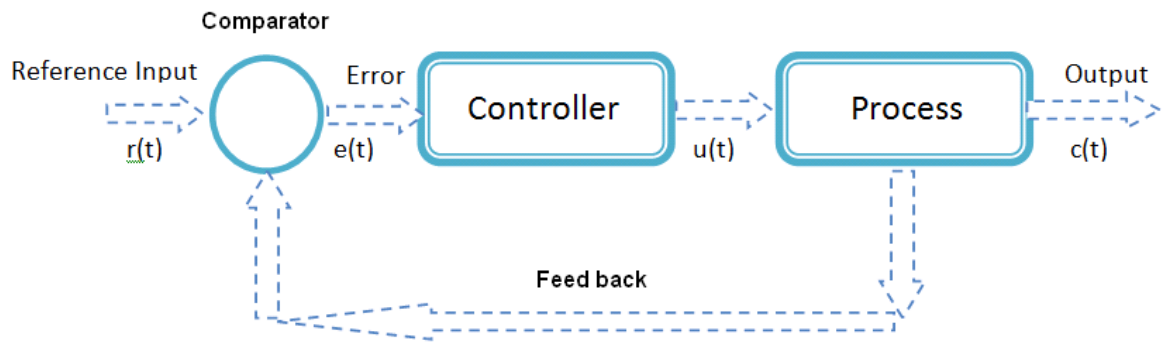 Comparator
Reference Input
Error
Controller
Process
Output
r(t)
e(t)
u(t)
c(t)
Feed back